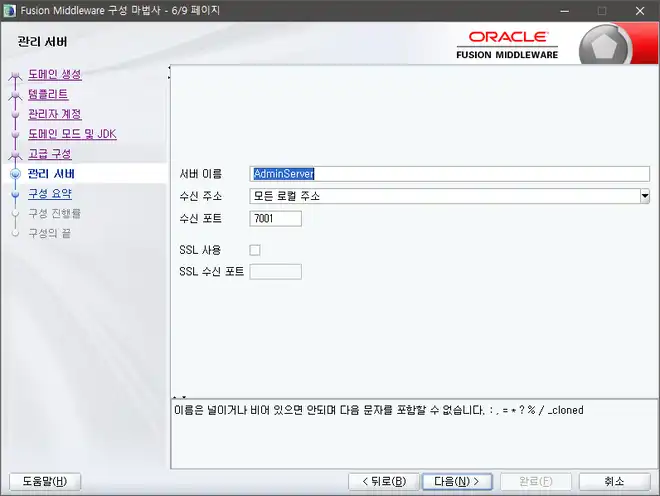 Fusion Middleware 구성 마법사 - 6/9 페이지
관리 서버
ORACLE
FUSION MIDDLEWARE
도메인 생성
템플리트
관리자 계정
도메인 모드 및 JDK
고급 구성
관리 서버
구성 요약
구성 진행률
구성의 끝
서버 이름 AdminServer
수신 주소 모든 로컬 주소
수신 포트 7001
SSL 사용
SSL 수신 포트
이름은 널이거나 비어 있으면 안되며 다음 문자를 포함할 수 없습니다. : , = * ? % / _cloned
도움말(H) < 뒤로(B) 다음(N) > 완료(F) 취소